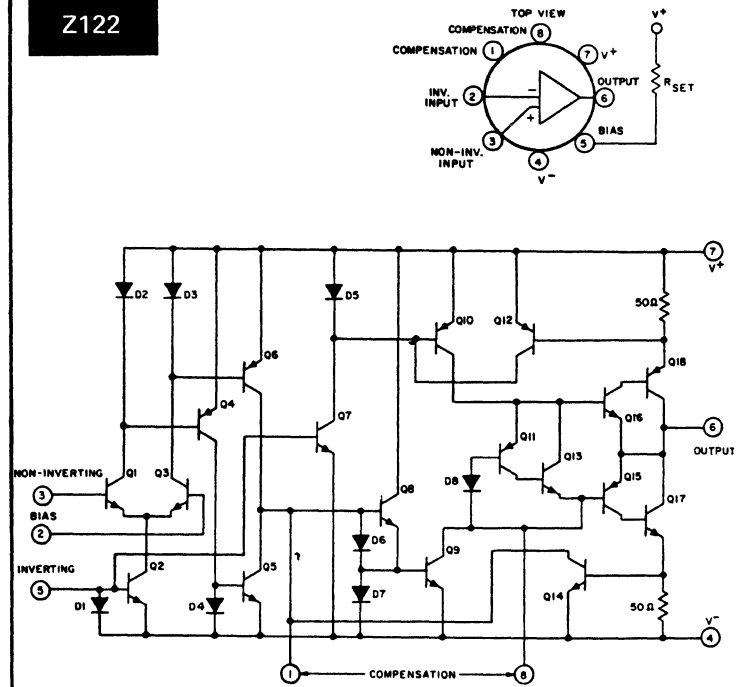 Z122
TOP VIEW
COMPENSATION 8
COMPENSATION 1
7 V+
V+
RSET
INV. INPUT 2
OUTPUT 6
NON-INV. INPUT 3
BIAS 5
4 V-
- +
7 V+
D2 D3 D5 Q10 Q12 50Ω
Q6 Q18
Q4 Q16
Q7 6 OUTPUT
Q11 Q13
NON-INVERTING 3
Q1 Q3 D8 Q15 Q17
BIAS 2
Q8
INVERTING 5
Q2 D6 Q9
D1 D4 Q5 ? D7 Q14 50Ω
V- 4
1 COMPENSATION 8